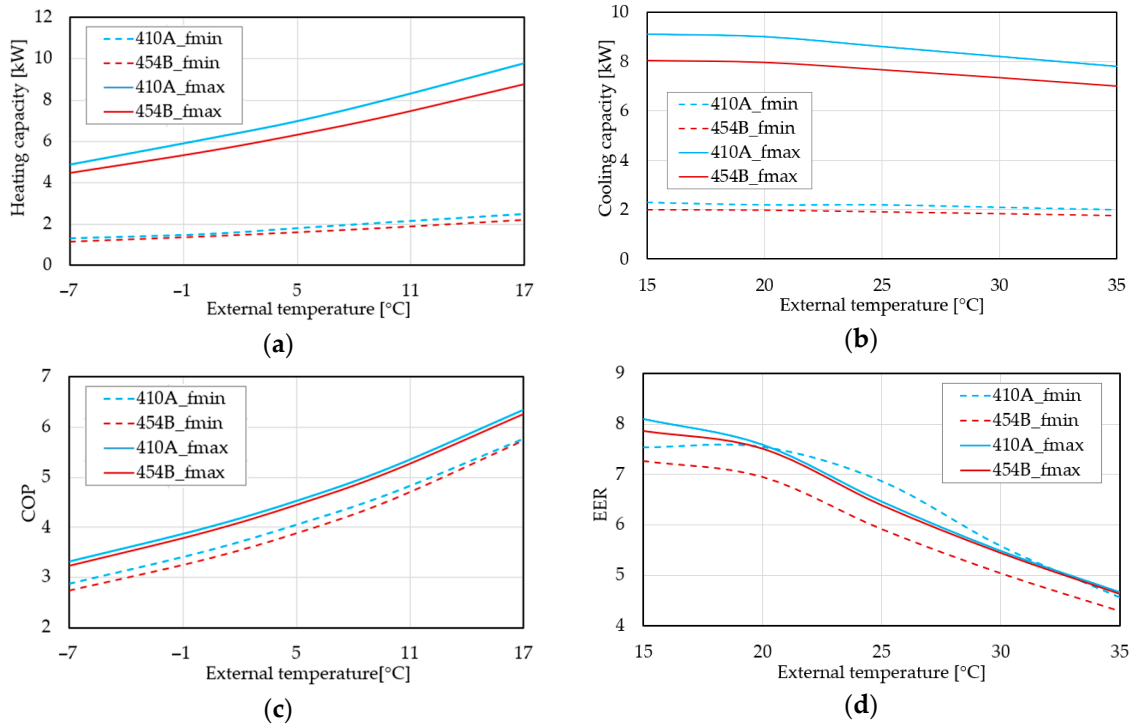 Heating capacity [kW]
12
10
8
6
4
2
0
410A_fmin
454B_fmin
410A_fmax
454B_fmax
–7
–1
5
11
17
External temperature [°C]
(a)
Cooling capacity [kW]
10
8
6
4
2
0
410A_fmin
454B_fmin
410A_fmax
454B_fmax
15
20
25
30
35
External temperature [°C]
(b)
COP
7
6
5
4
3
2
410A_fmin
454B_fmin
410A_fmax
454B_fmax
–7
–1
5
11
17
External temperature[°C]
(c)
EER
9
8
7
6
5
4
410A_fmin
454B_fmin
410A_fmax
454B_fmax
15
20
25
30
35
External temperature [°C]
(d)